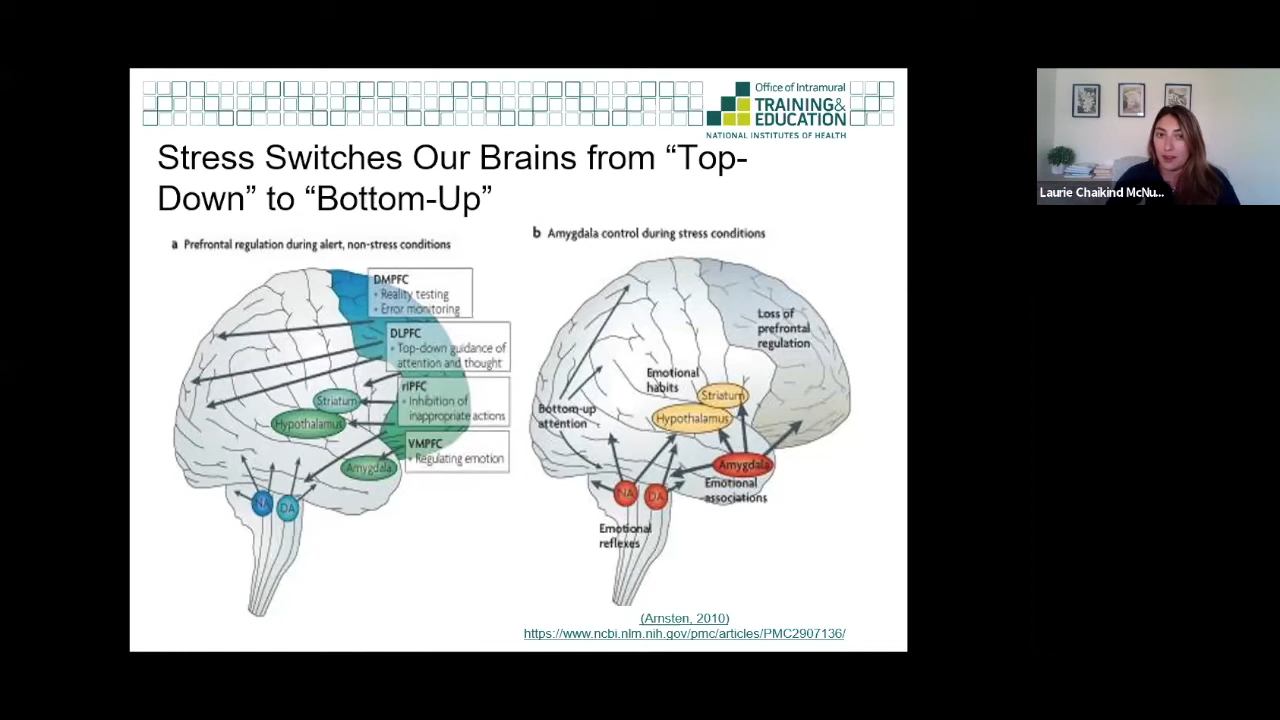 Office of Intramural
TRAINING&
EDUCATION
NATIONAL INSTITUTES OF HEALTH
Stress Switches Our Brains from “Top-
Down” to “Bottom-Up”
a Prefrontal regulation during alert, non-stress conditions
DMPFC
• Reality testing
• Error monitoring
DLPFC
• Top-down guidance of
attention and thought
rlPFC
• Inhibition of
inappropriate actions
VMPFC
• Regulating emotion
Striatum
Hypothalamus
Amygdala
NA
DA
b Amygdala control during stress conditions
Loss of
prefrontal
regulation
Emotional
habits
Striatum
Hypothalamus
Bottom-up
attention
Amygdala
Emotional
associations
NA
DA
Emotional
reflexes
(Arnsten, 2010)
https://www.ncbi.nlm.nih.gov/pmc/articles/PMC2907136/
Laurie Chaikind McNu...